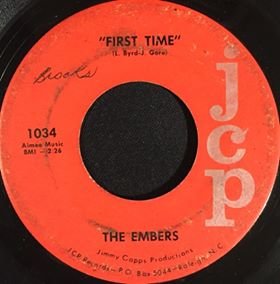 "FIRST TIME"
(L. Byrd-J. Gore)
Brooks
1034
Aimee Music
BMI - 2:26
jcp
THE EMBERS
Jimmy Capps Productions
JCP Records - P.O. Box 5044 - Raleigh, N.C.